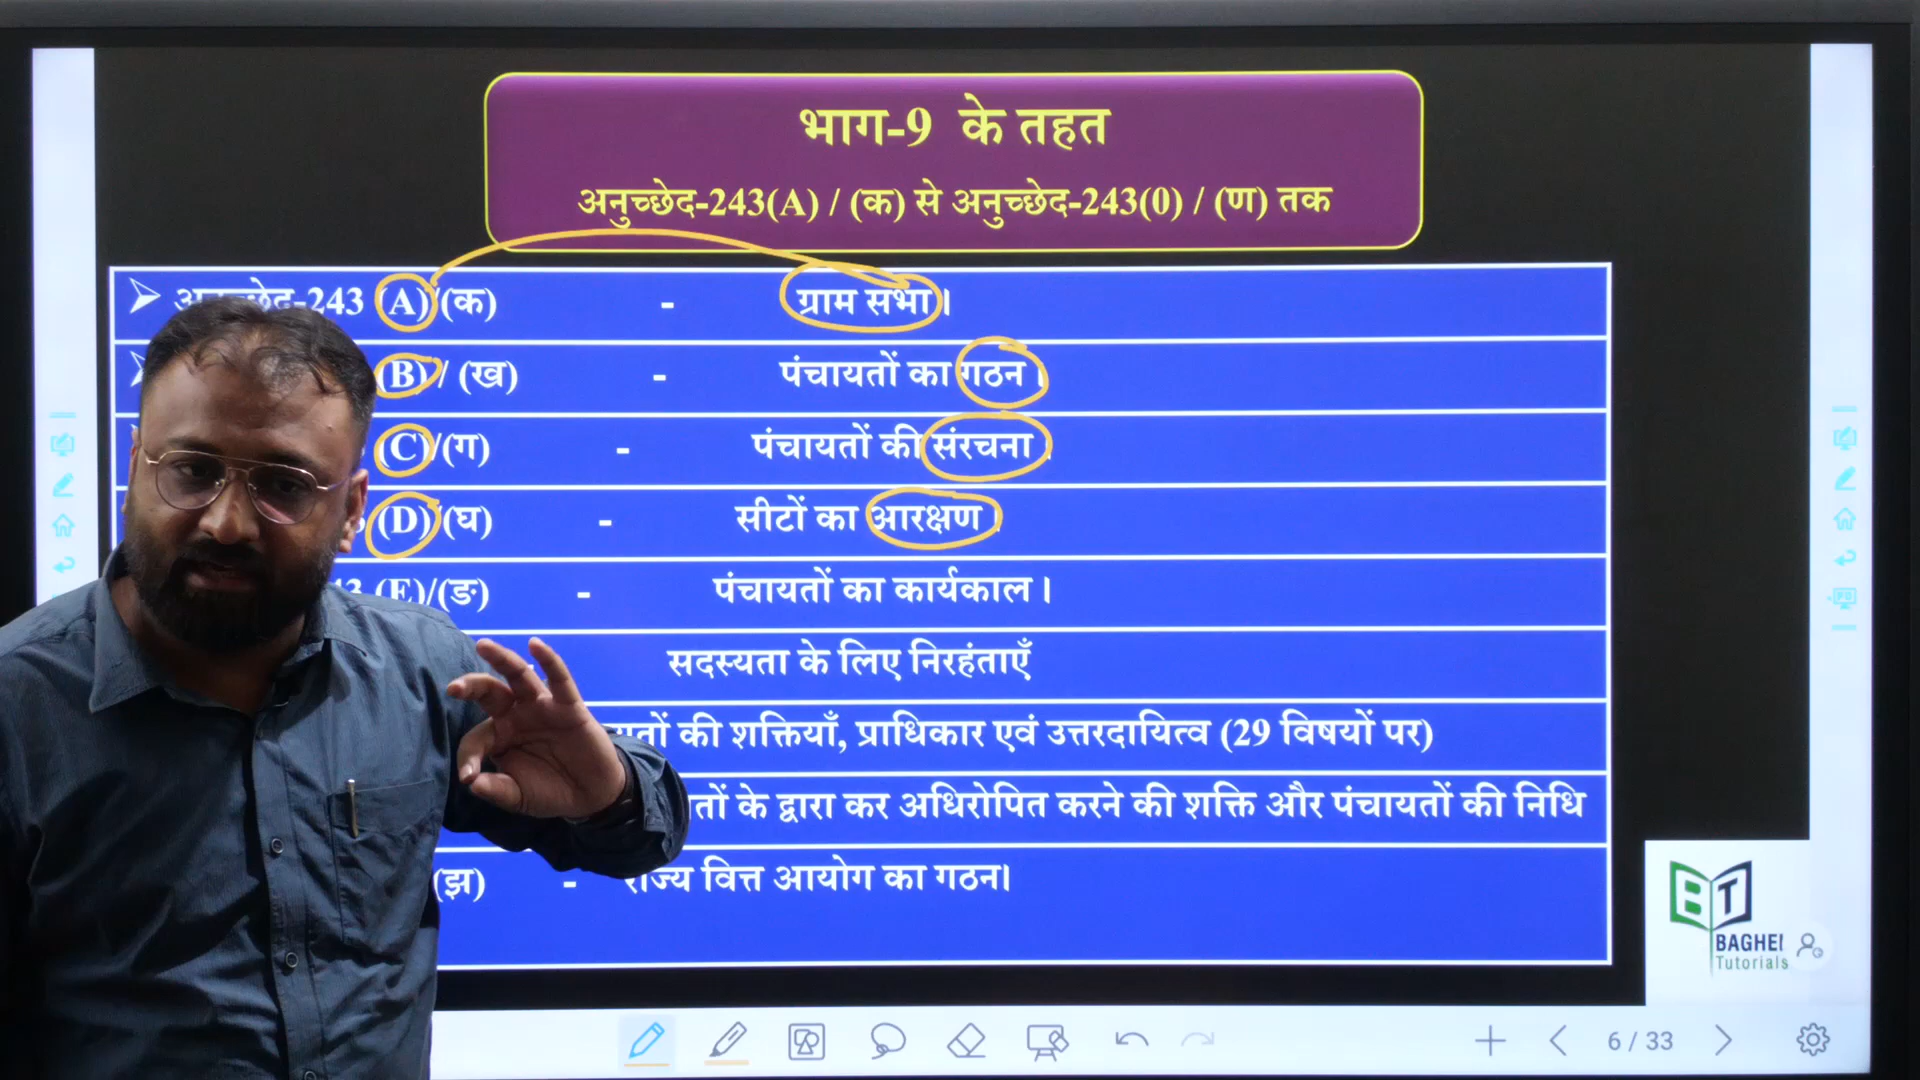 भाग-9 के तहत
अनुच्छेद-243(A) / (क) से अनुच्छेद-243(0) / (ण) तक
अनुच्छेद-243 (A)/(क) - ग्राम सभा।
(B) / (ख) - पंचायतों का गठन।
(C)/(ग) - पंचायतों की संरचना।
(D)/(घ) - सीटों का आरक्षण।
(E)/(ङ) - पंचायतों का कार्यकाल।
सदस्यता के लिए निरहंताएँ
की शक्तियाँ, प्राधिकार एवं उत्तरदायित्व (29 विषयों पर)
के द्वारा कर अधिरोपित करने की शक्ति और पंचायतों की निधि
(झ) - राज्य वित्त आयोग का गठन।
BT
BAGHEL
Tutorials
6 / 33